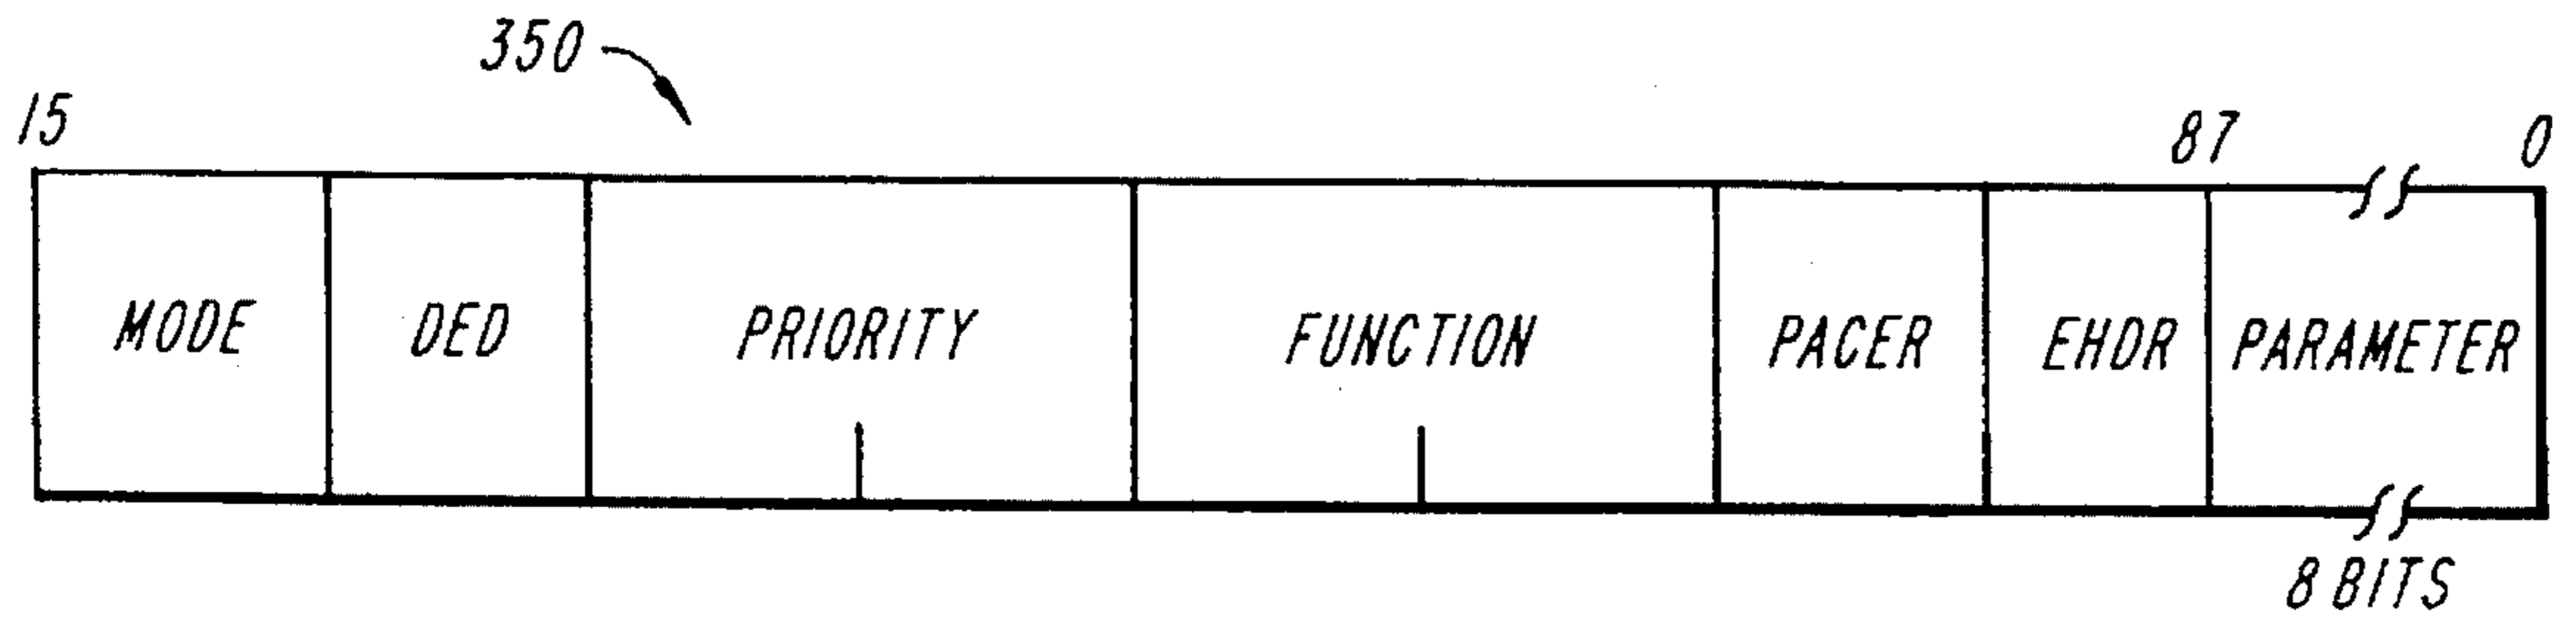 350
15 87 0
MODE DED PRIORITY FUNCTION PACER EHDR PARAMETER
8 BITS